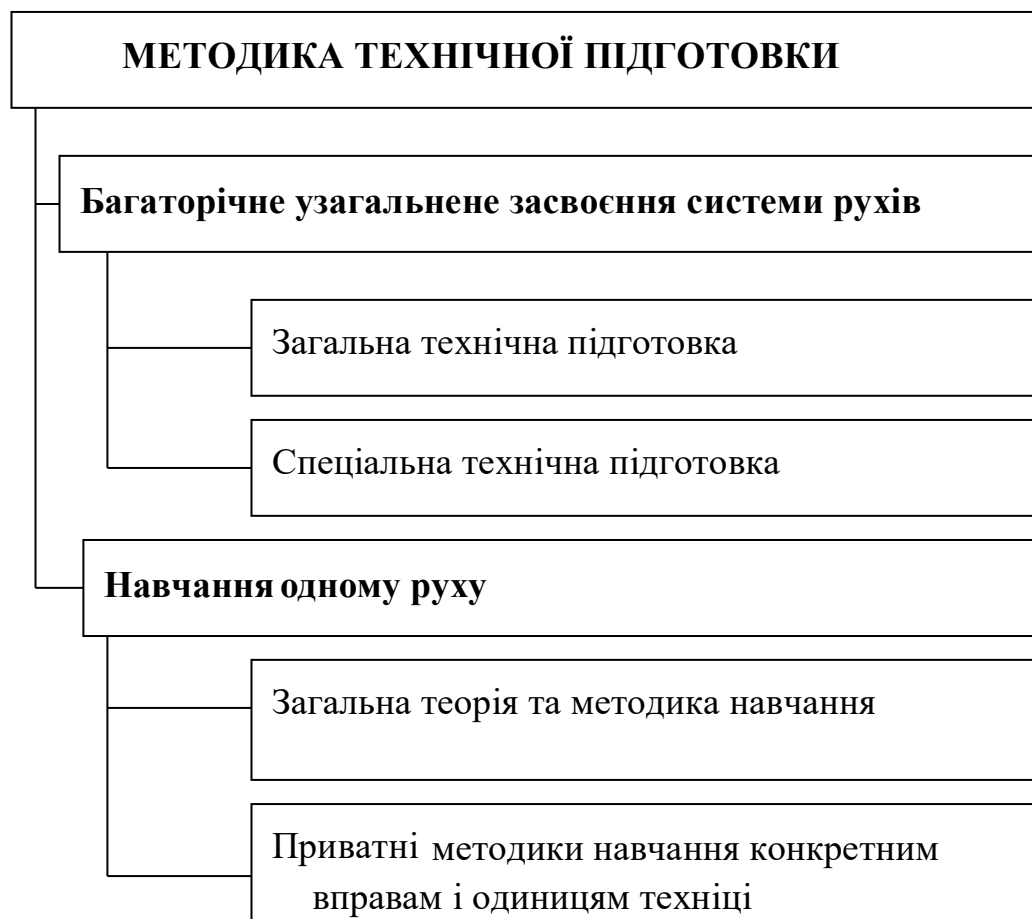 МЕТОДИКА ТЕХНІЧНОЇ ПІДГОТОВКИ
Багаторічне узагальнене засвоєння системи рухів
Загальна технічна підготовка
Спеціальна технічна підготовка
Навчання одному руху
Загальна теорія та методика навчання
Приватні методики навчання конкретним
вправам і одиницям техніці